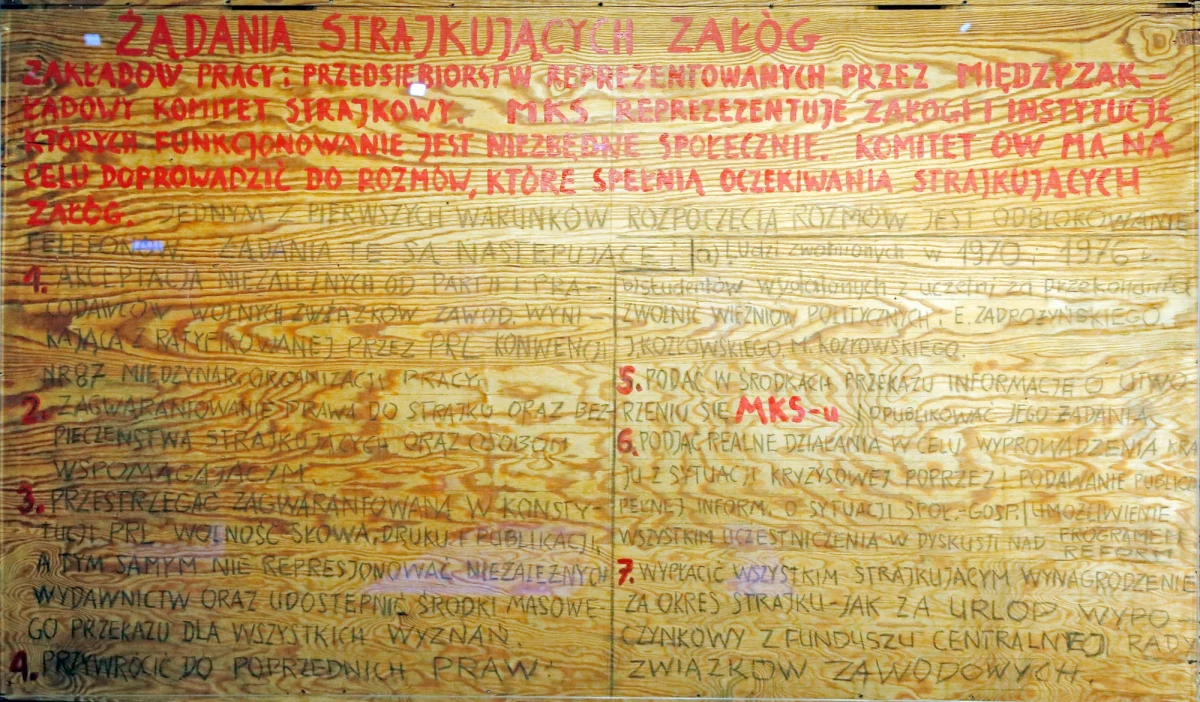 ŻĄDANIA STRAJKUJĄCYCH ZAŁÓG
ZAKŁADÓW PRACY I PRZEDSIEBIORSTW REPREZENTOWANYCH PRZEZ MIĘDZYZAK-
ŁADOWY KOMITET STRAJKOWY. MKS REPREZEZENTUJE ZAŁOGI I INSTYTUCJE
KTÓRYCH FUNKCJONOWANIE JEST NIEZBĘDNE SPOŁECZNIE. KOMITET ÓW MA NA
CELU DOPROWADZIĆ DO ROZMÓW, KTÓRE SPEŁNIĄ OCZEKIWANIA STRAJKUJĄCYCH
ZAŁÓG. JEDNYM Z PIERWSZYCH WARUNKÓW ROZPOCZĘCIA ROZMÓW JEST ODBLOKOWANIE
TELEFONÓW. ŻĄDANIA TE SĄ NASTĘPUJĄCE:
1. AKCEPTACJA NIEZALEŻNYCH OD PARTJI I PRA-
CODAWCÓW WOLNYCH ZWIĄZKÓW ZAWOD. WYNI-
KAJĄCA Z RATYFIKOWANEJ PRZEZ PRL KONWENCJI
NR 87 MIĘDZYNAR. ORGANIZACJI PRACY.
2. ZAGWARANTOWANIE PRAWA DO STRAJKU ORAZ BEZ-
PIECZEŃSTWA STRAJKUJĄCYCH ORAZ OSOBOM
WSPOMAGAJĄCYM.
3. PRZESTRZEGAĆ ZAGWARANTOWANĄ W KONSTY-
TUCJI PRL WOLNOŚĆ SŁOWA, DRUKU I PUBLIKACJI,
A TYM SAMYM NIE REPRESJONOWAĆ NIEZALEŻNYCH
WYDAWNICTW ORAZ UDOSTĘPNIĆ ŚRODKI MASOWE-
GO PRZEKAZU DLA WSZYSTKICH WYZNAŃ.
4. PRZYWRÓCIĆ DO POPRZEDNICH PRAW:
a) Ludzi zwolnionych w 1970 i 1976 r.
b) studentów wydalonych z uczelni za przekonania
ZWOLNIĆ WIĘŹNIÓW POLITYCZNYCH: E. ZADROŻYŃSKIEGO,
J. KOZŁOWSKIEGO M. KOZŁOWSKIEGO.
5. PODAĆ W ŚRODKACH PRZEKAZU INFORMACJE O UTWO-
RZENIU SIĘ MKS-u I OPUBLIKOWAĆ JEGO ŻĄDANIA.
6. PODJĄĆ REALNE DZIAŁANIA W CELU WYPROWADZENIA KRA
JU Z SYTUACJI KRYZYSOWEJ POPRZEZ: PODAWANIE PUBLICZ
PEŁNEJ INFORM. O SYTUACJI SPOŁ.-GOSP., UMOŻLIWIENIE
WSZYSTKIM UCZESTNICZENIA W DYSKUSJI NAD PROGRAMEM
REFORM
7. WYPŁACIĆ WSZYSTKIM STRAJKUJĄCYM WYNAGRODZENIE
ZA OKRES STRAJKU-JAK ZA URLOP WYPO
CZYNKOWY Z FUNDUSZU CENTRALNEJ RADY
ZWIĄZKÓW ZAWODOWYCH.